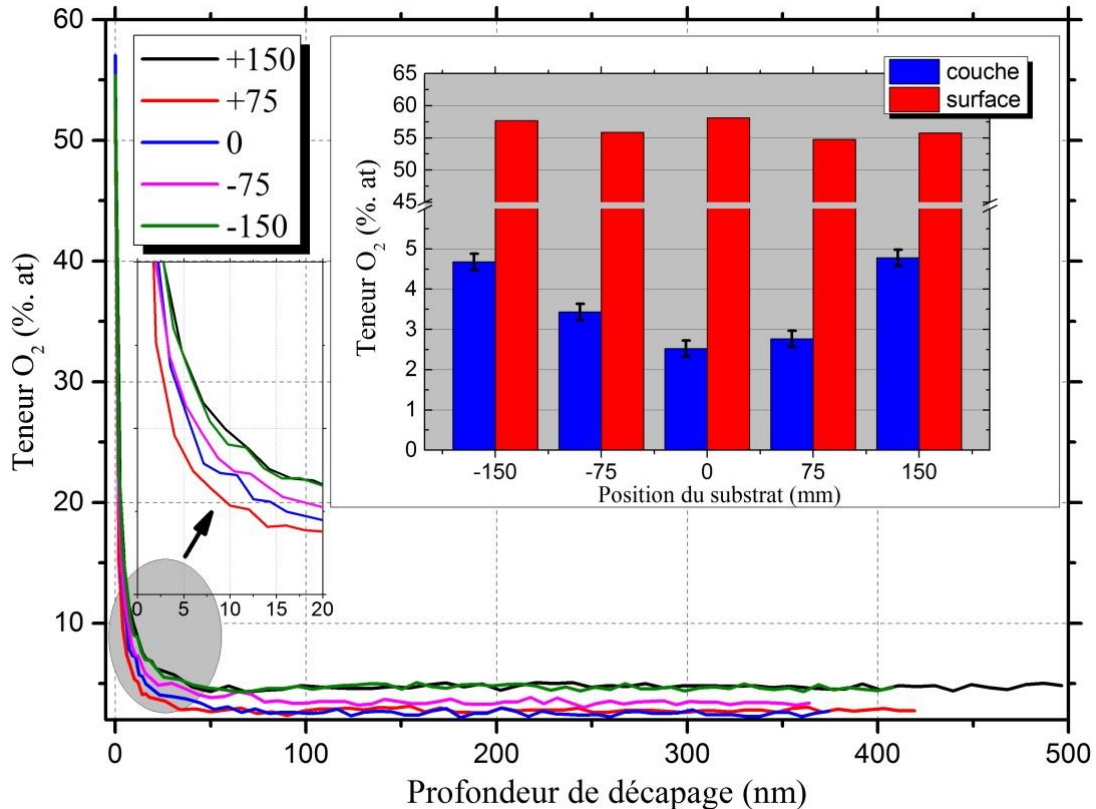 60
50
40
30
20
10
Teneur O₂ (%. at)
+150
+75
0
-75
-150
0 5 10 15 20
65
60
55
50
45
5
4
3
2
1
0
Teneur O₂ (%. at)
couche
surface
-150 -75 0 75 150
Position du substrat (mm)
0 100 200 300 400 500
Profondeur de décapage (nm)